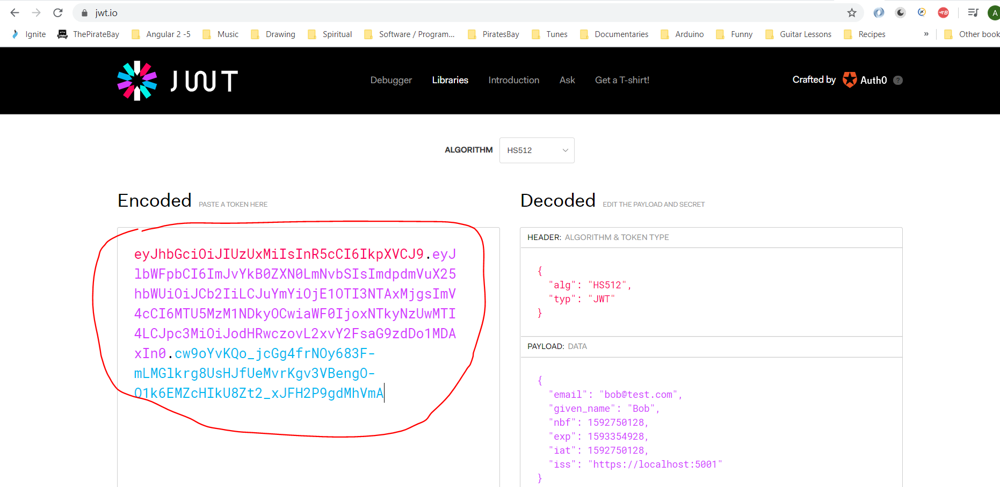 jwt.io
A
Ignite ThePirateBay Angular 2 -5 Music Drawing Spiritual Software / Program... PiratesBay Tunes Documentaries Arduino Funny Guitar Lessons Recipes » Other book
JWT Debugger Libraries Introduction Ask Get a T-shirt! Crafted by Auth0 ?
ALGORITHM HS512
Encoded PASTE A TOKEN HERE
eyJhbGciOiJIUzUxMiIsInR5cCI6IkpXVCJ9.eyJ
lbWFpbCI6ImJvYkB0ZXN0LmNvbSIsImdpdmVuX25
hbWUiOiJCb2IiLCJuYmYiOjE1OTI3NTAxMjgsImV
4cCI6MTU5MzM1NDkyOCwiaWF0IjoxNTkyNzUwMTI
4LCJpc3MiOiJodHRwczovL2xvY2FsaG9zdDo1MDA
xIn0.cw9oYvKQo_jcGg4frNOy683F-
mLMGlkrg8UsHJfUeMvrKgv3VBengO-
O1k6EMZcHIkU8Zt2_xJFH2P9gdMhVmA
Decoded EDIT THE PAYLOAD AND SECRET
HEADER: ALGORITHM & TOKEN TYPE
{
"alg": "HS512",
"typ": "JWT"
}
PAYLOAD: DATA
{
"email": "bob@test.com",
"given_name": "Bob",
"nbf": 1592750128,
"exp": 1593354928,
"iat": 1592750128,
"iss": "https://localhost:5001"
}